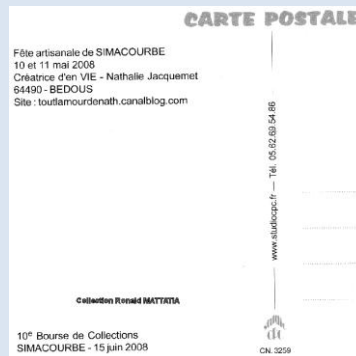 CARTE POSTALE
Fête artisanale de SIMACOURBE
10 et 11 mai 2008
Créatrice d'en VIE - Nathalie Jacquemet
64490 - BEDOUS
Site : toutlamourdenath.canalblog.com
www.studiocpc.fr — Tél. 05.62.69.54.86
Collection Ronald MATTATIA
10e Bourse de Collections
SIMACOURBE - 15 juin 2008
CN. 3259